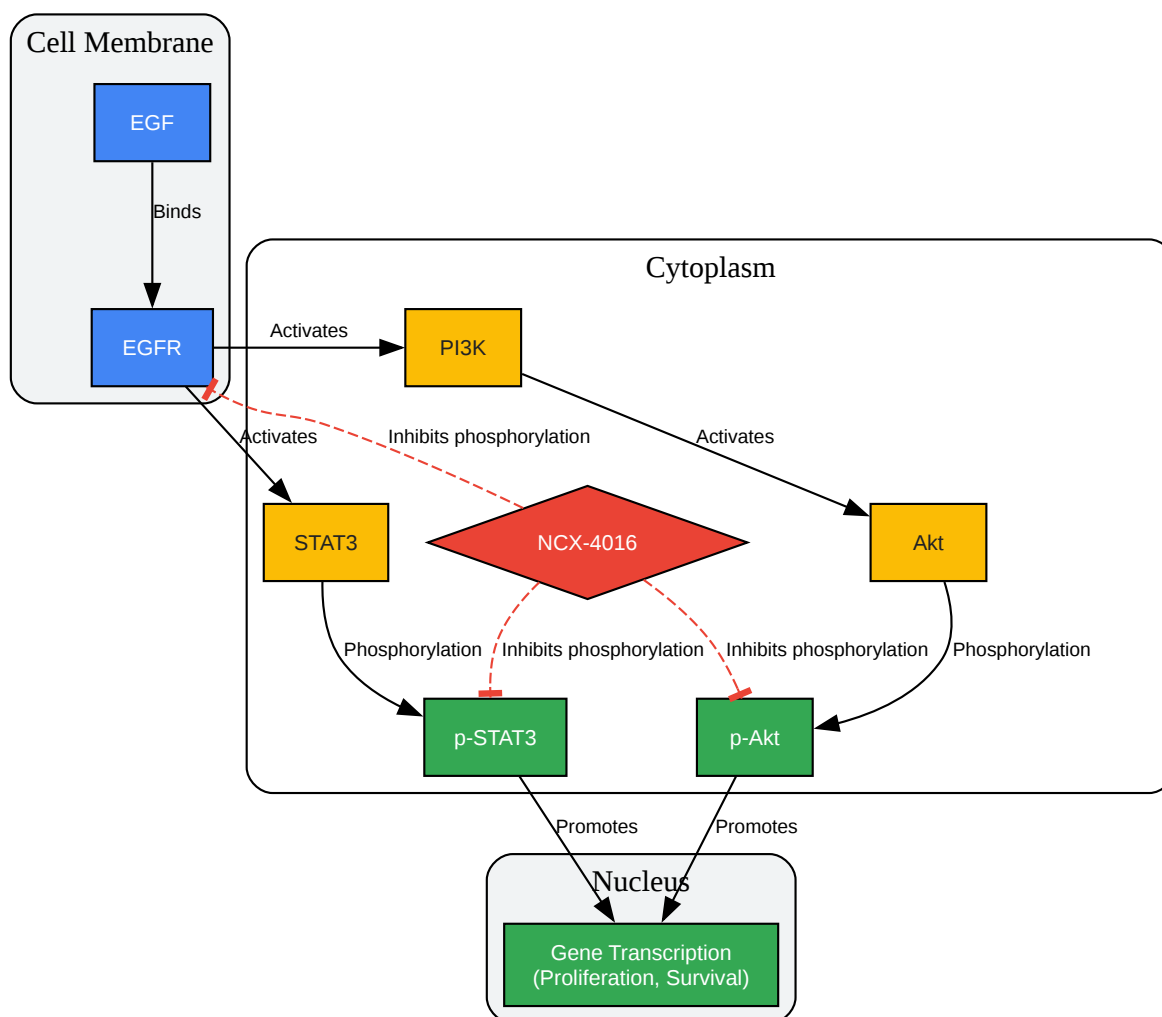 Cell Membrane
EGF
Binds
Cytoplasm
EGFR
Activates
PI3K
Activates
Inhibits phosphorylation
Activates
STAT3
NCX-4016
Akt
Phosphorylation
Inhibits phosphorylation
Inhibits phosphorylation
Phosphorylation
p-STAT3
p-Akt
Promotes
Promotes
Nucleus
Gene Transcription
(Proliferation, Survival)